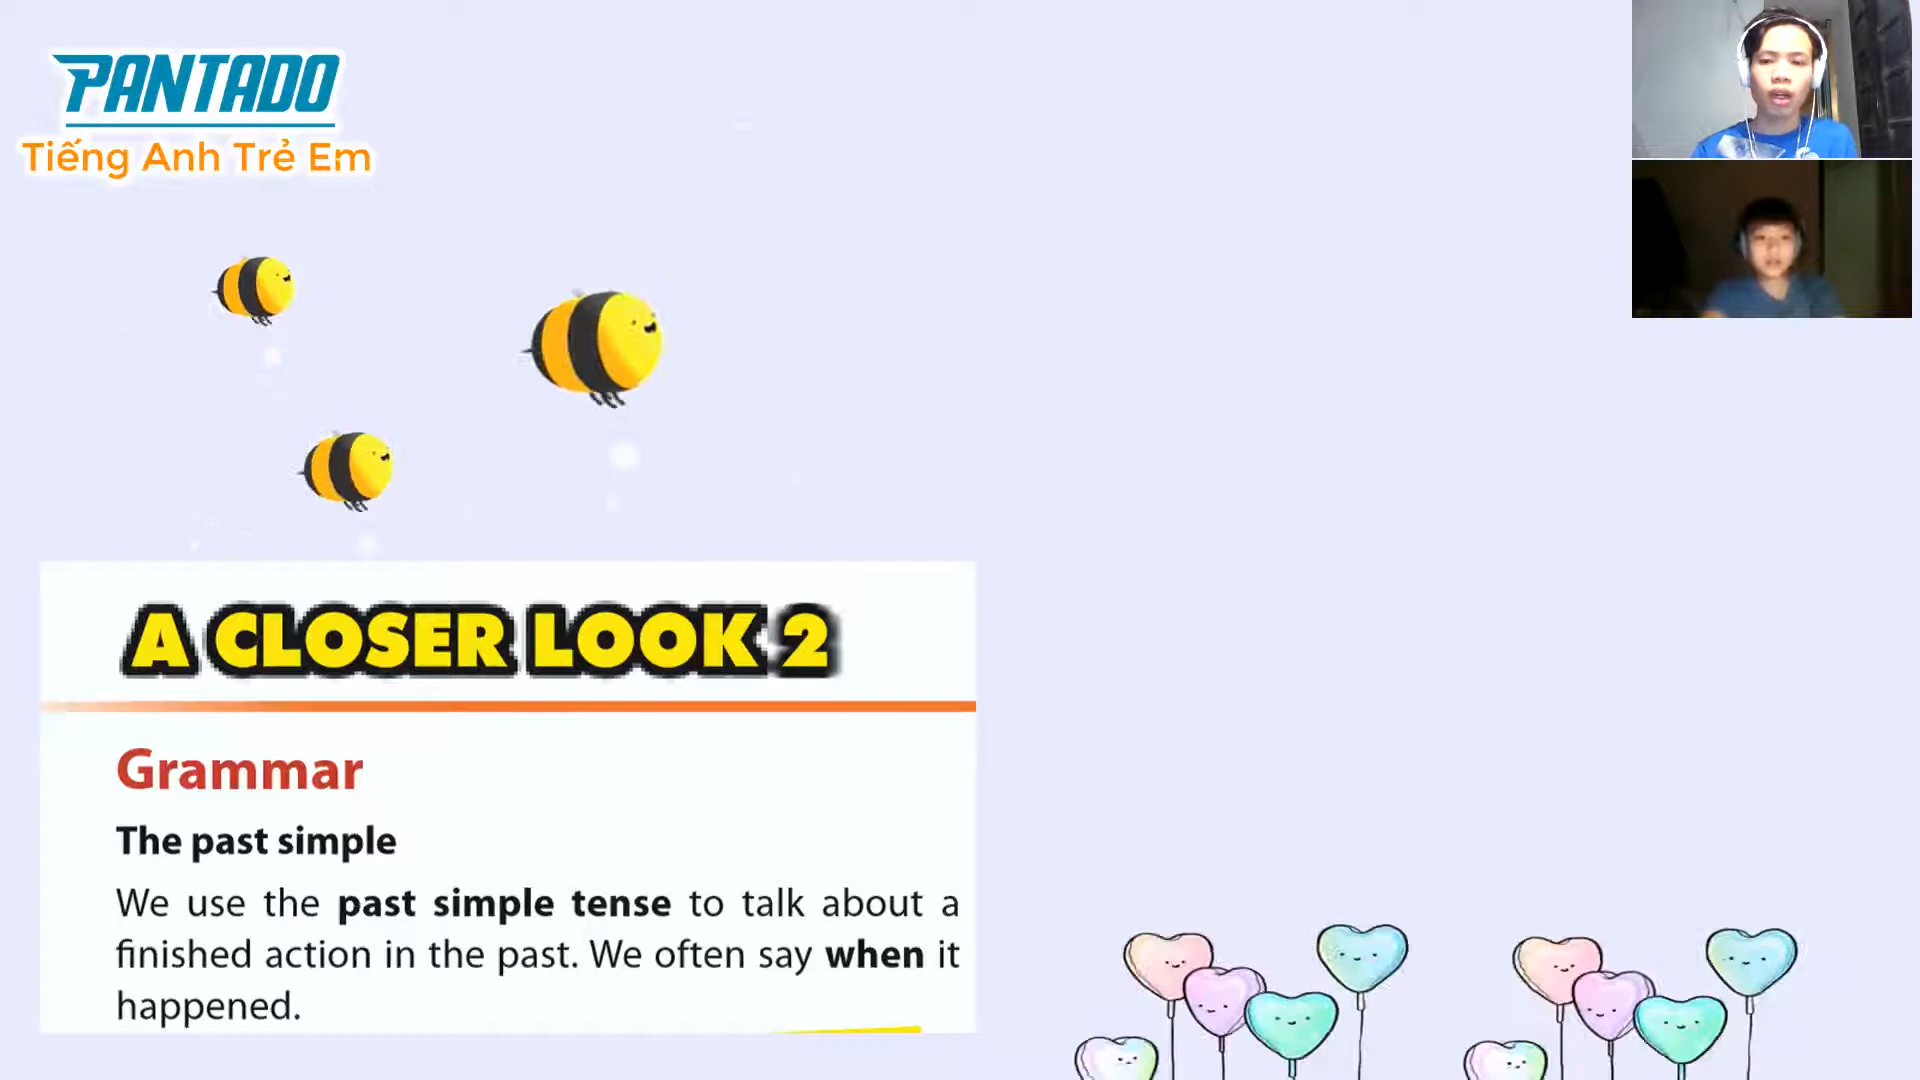 PANTADO
Tiếng Anh Trẻ Em
A CLOSER LOOK 2
Grammar
The past simple
We use the past simple tense to talk about a
finished action in the past. We often say when it
happened.